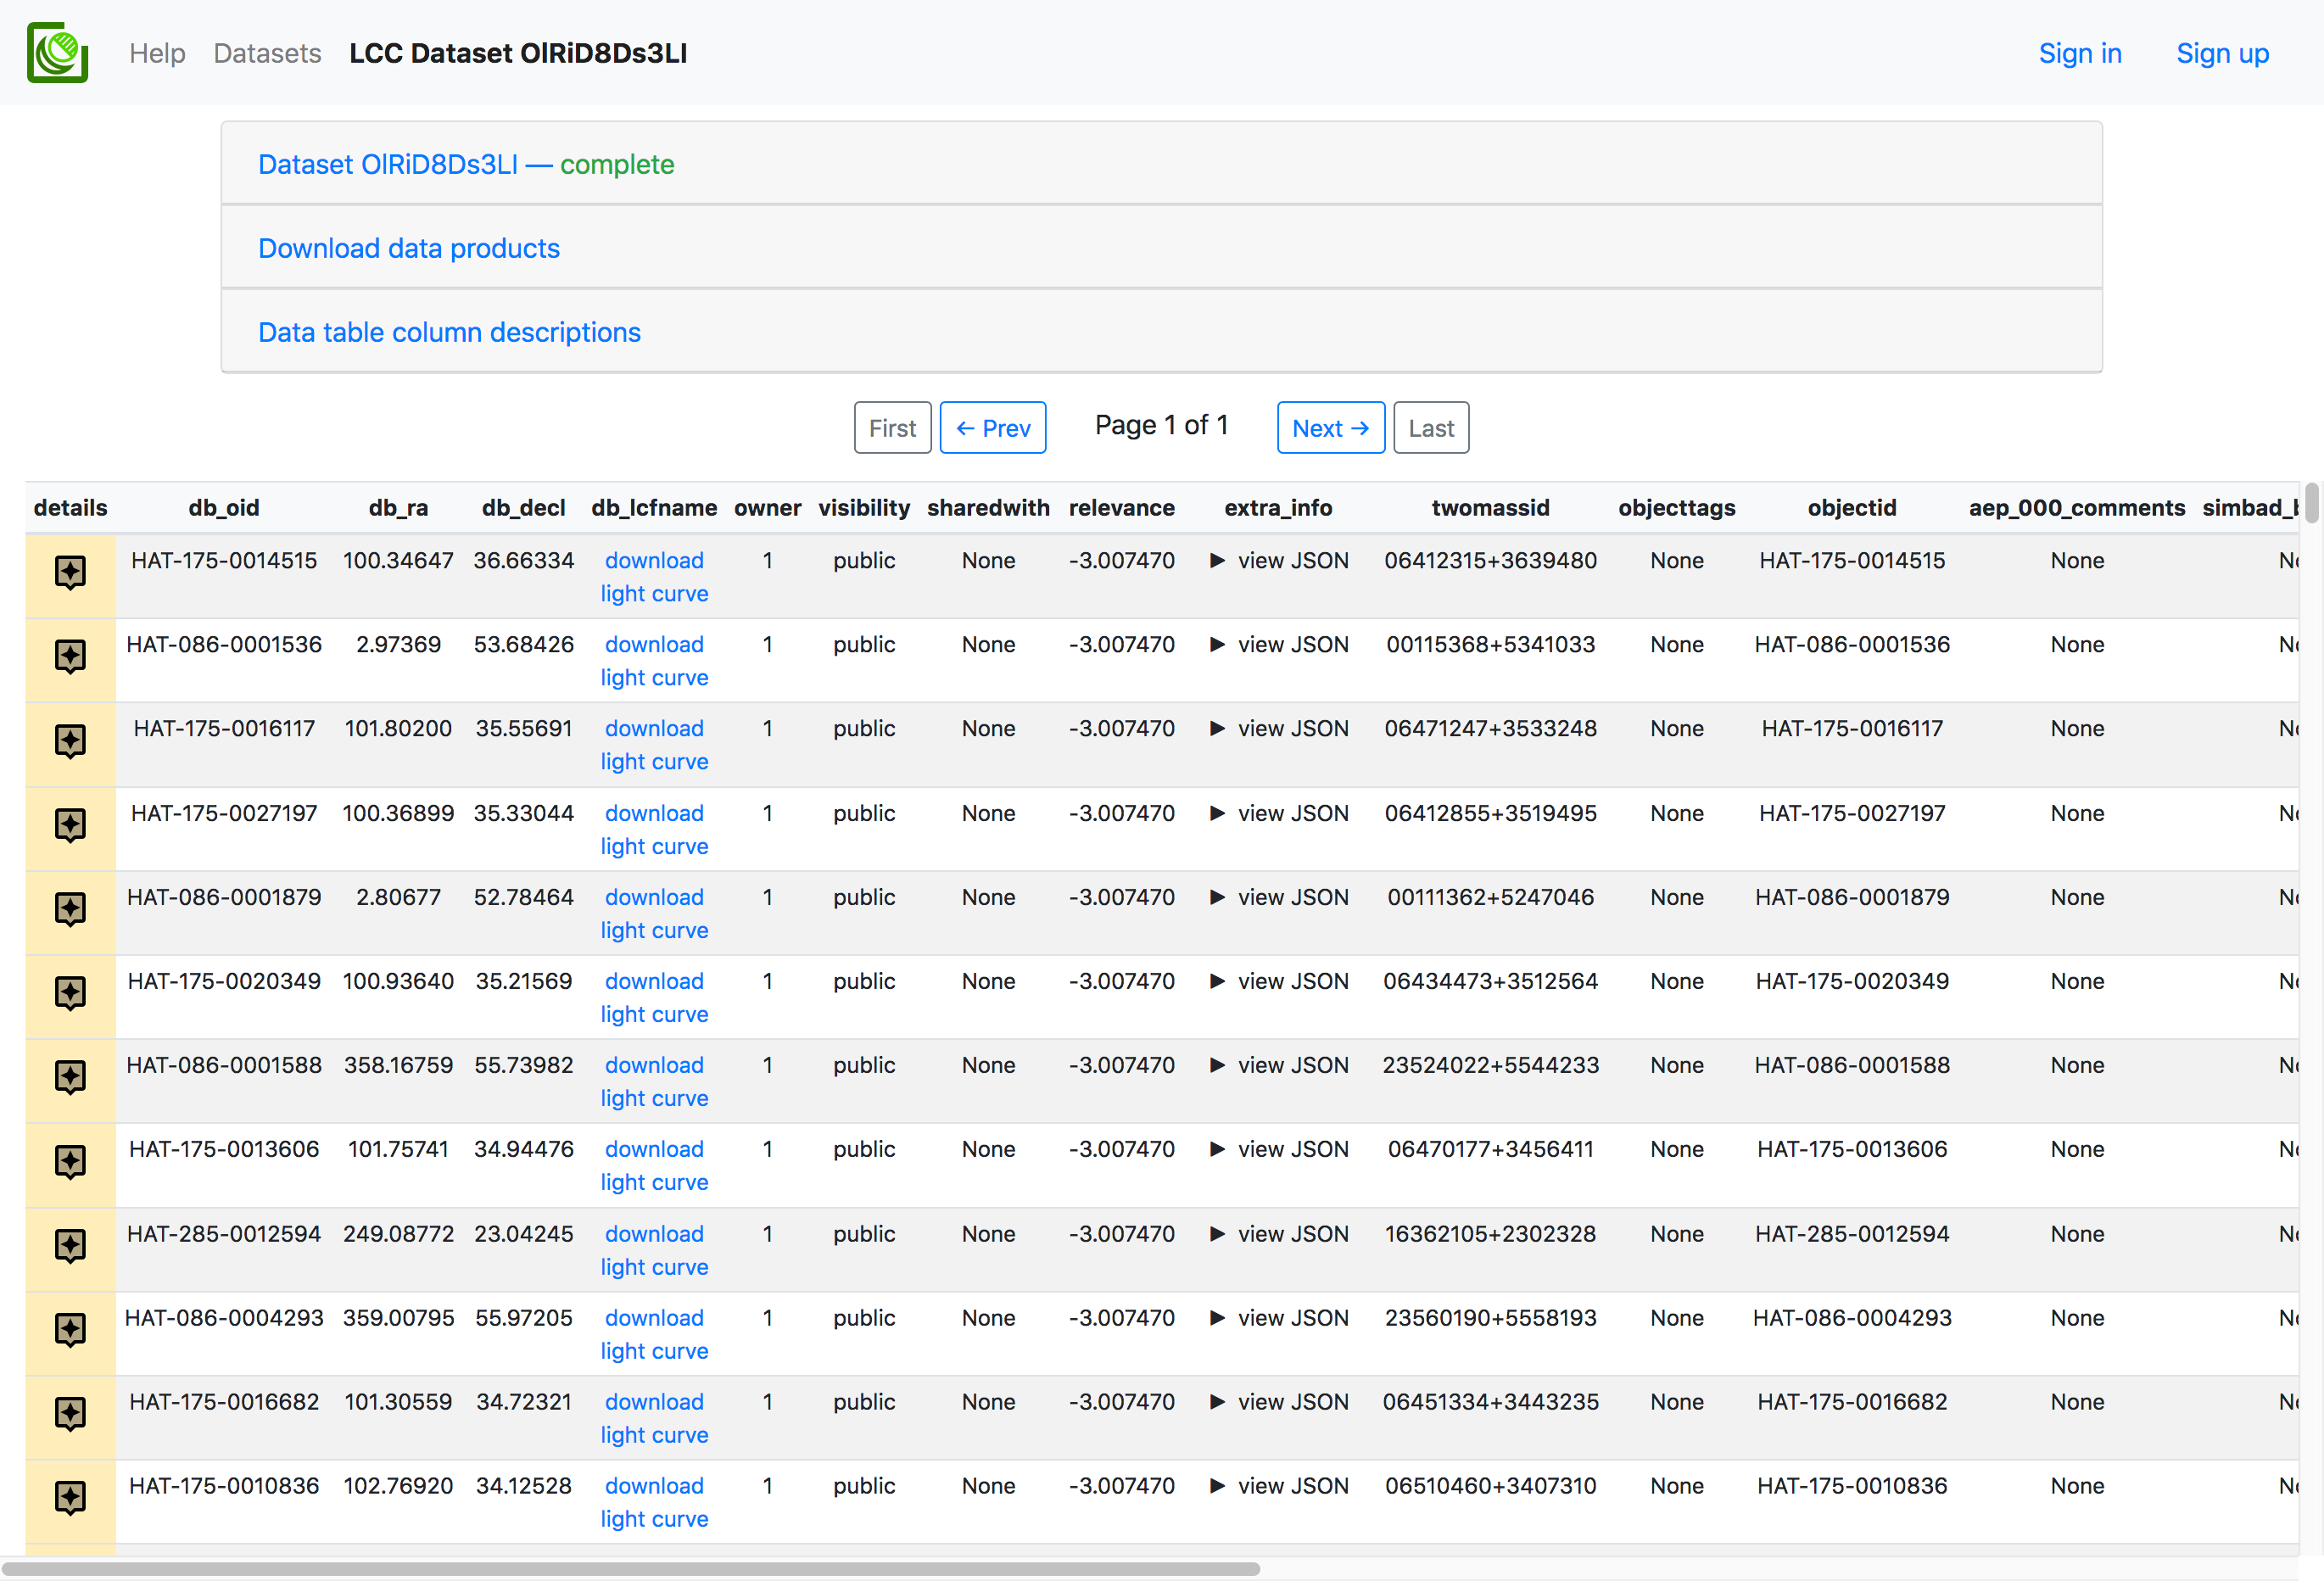 Help Datasets LCC Dataset OlRiD8Ds3LI Sign in Sign up
Dataset OlRiD8Ds3LI — complete
Download data products
Data table column descriptions
First ← Prev Page 1 of 1 Next → Last
details db_oid db_ra db_decl db_lcfname owner visibility sharedwith relevance extra_info twomassid objecttags objectid aep_000_comments simbad_b
HAT-175-0014515 100.34647 36.66334 download 1 public None -3.007470 ▶ view JSON 06412315+3639480 None HAT-175-0014515 None
light curve
HAT-086-0001536 2.97369 53.68426 download 1 public None -3.007470 ▶ view JSON 00115368+5341033 None HAT-086-0001536 None
light curve
HAT-175-0016117 101.80200 35.55691 download 1 public None -3.007470 ▶ view JSON 06471247+3533248 None HAT-175-0016117 None
light curve
HAT-175-0027197 100.36899 35.33044 download 1 public None -3.007470 ▶ view JSON 06412855+3519495 None HAT-175-0027197 None
light curve
HAT-086-0001879 2.80677 52.78464 download 1 public None -3.007470 ▶ view JSON 00111362+5247046 None HAT-086-0001879 None
light curve
HAT-175-0020349 100.93640 35.21569 download 1 public None -3.007470 ▶ view JSON 06434473+3512564 None HAT-175-0020349 None
light curve
HAT-086-0001588 358.16759 55.73982 download 1 public None -3.007470 ▶ view JSON 23524022+5544233 None HAT-086-0001588 None
light curve
HAT-175-0013606 101.75741 34.94476 download 1 public None -3.007470 ▶ view JSON 06470177+3456411 None HAT-175-0013606 None
light curve
HAT-285-0012594 249.08772 23.04245 download 1 public None -3.007470 ▶ view JSON 16362105+2302328 None HAT-285-0012594 None
light curve
HAT-086-0004293 359.00795 55.97205 download 1 public None -3.007470 ▶ view JSON 23560190+5558193 None HAT-086-0004293 None
light curve
HAT-175-0016682 101.30559 34.72321 download 1 public None -3.007470 ▶ view JSON 06451334+3443235 None HAT-175-0016682 None
light curve
HAT-175-0010836 102.76920 34.12528 download 1 public None -3.007470 ▶ view JSON 06510460+3407310 None HAT-175-0010836 None
light curve